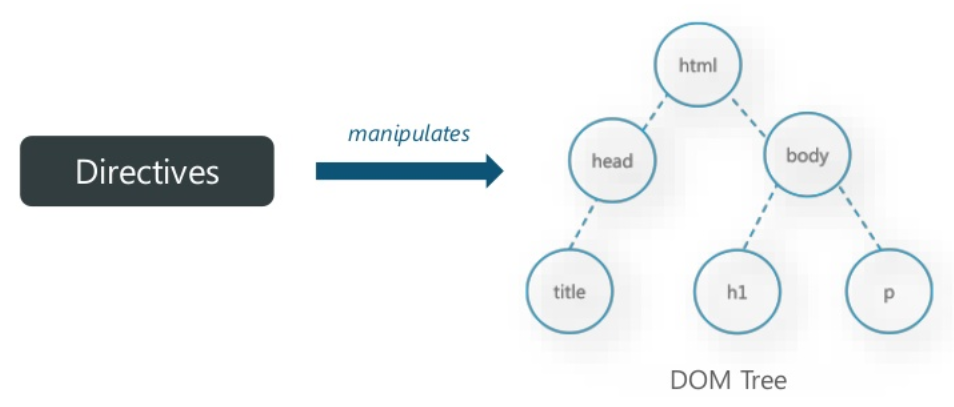 Directives
manipulates
html
head
body
title
h1
p
DOM Tree